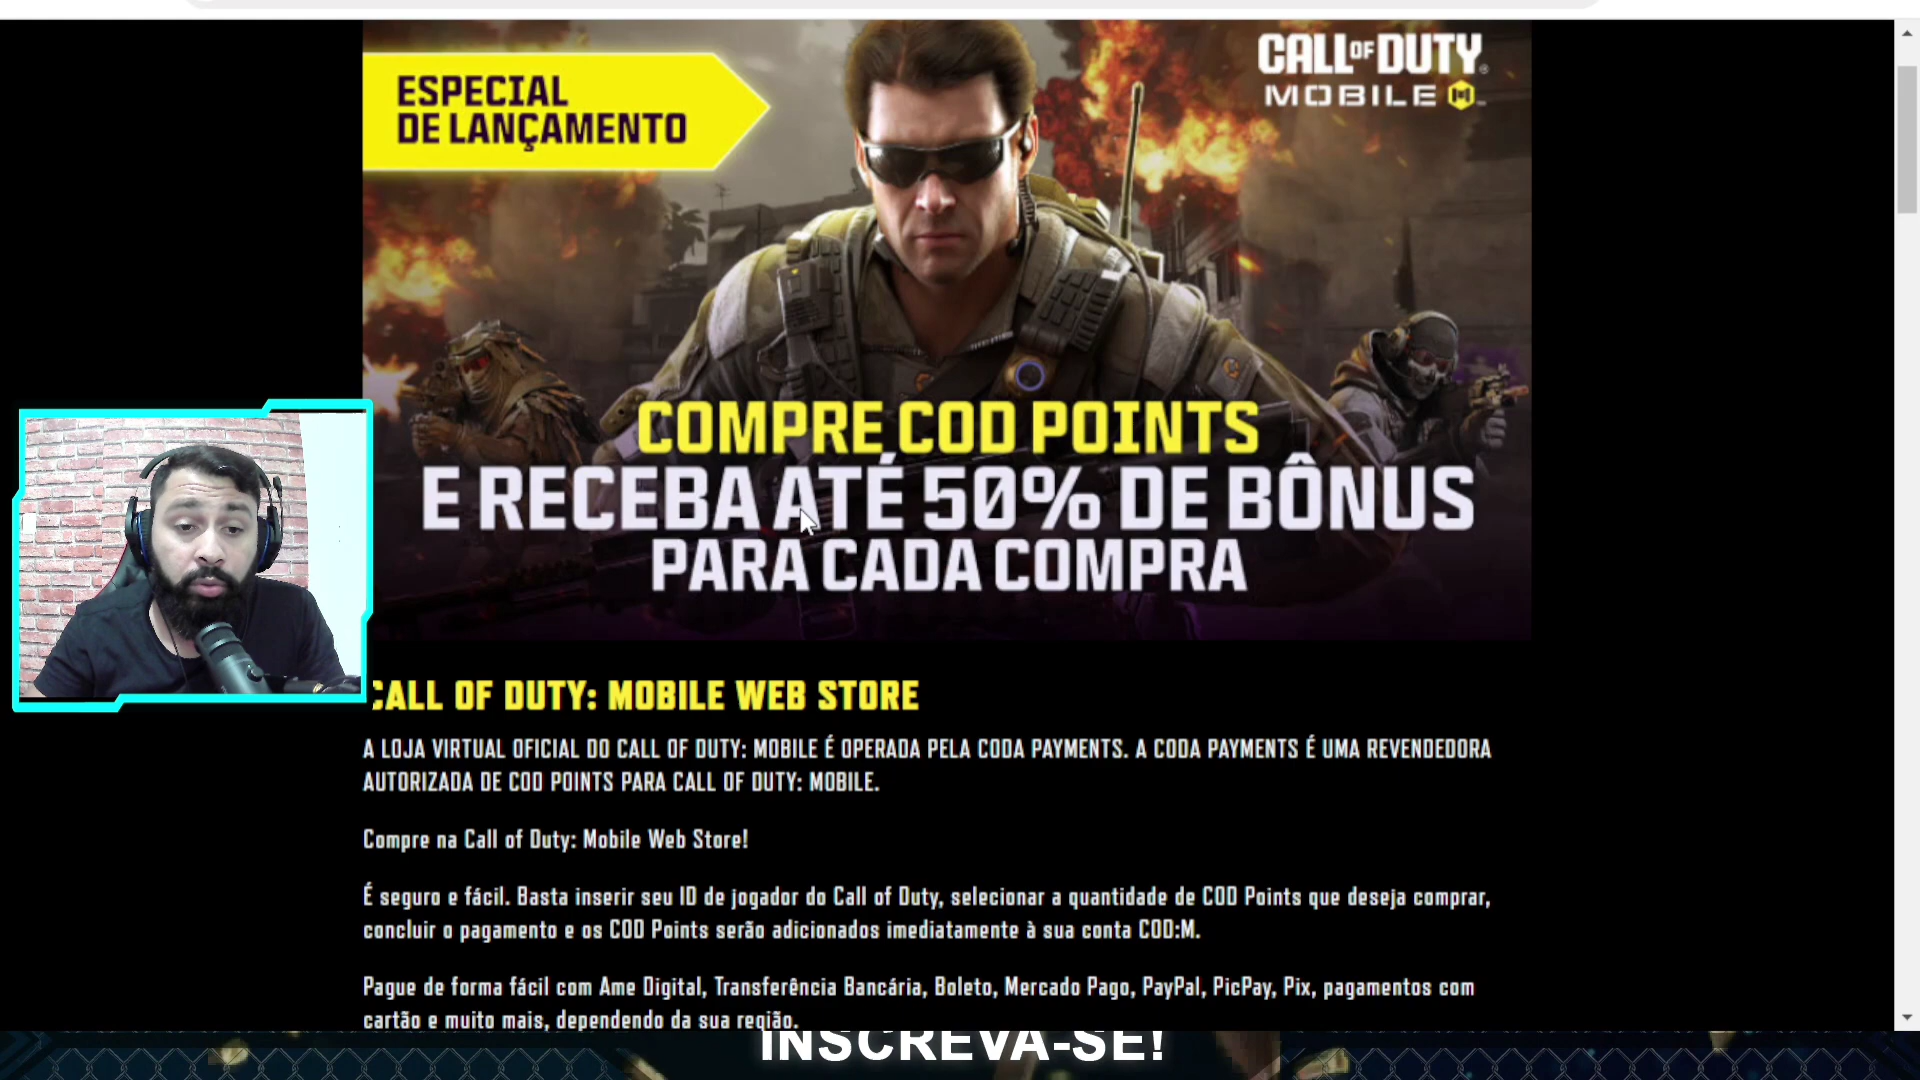 ESPECIAL
DE LANÇAMENTO
CALL OF DUTY
MOBILE
COMPRE COD POINTS
E RECEBA ATÉ 50% DE BÔNUS
PARA CADA COMPRA
CALL OF DUTY: MOBILE WEB STORE
A LOJA VIRTUAL OFICIAL DO CALL OF DUTY: MOBILE É OPERADA PELA CODA PAYMENTS. A CODA PAYMENTS É UMA REVENDEDORA
AUTORIZADA DE COD POINTS PARA CALL OF DUTY: MOBILE.
Compre na Call of Duty: Mobile Web Store!
É seguro e fácil. Basta inserir seu ID de jogador do Call of Duty, selecionar a quantidade de COD Points que deseja comprar,
concluir o pagamento e os COD Points serão adicionados imediatamente à sua conta COD:M.
Pague de forma fácil com Ame Digital, Transferência Bancária, Boleto, Mercado Pago, PayPal, PicPay, Pix, pagamentos com
cartão e muito mais, dependendo da sua região.
INSCREVA-SE!